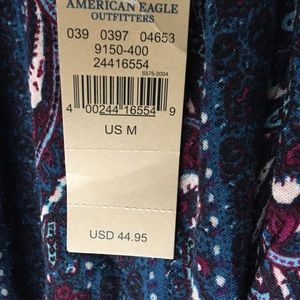 AMERICAN EAGLE
OUTFITTERS
039 0397 04653
9150-400
24416554
S576-0004
4 00244 16554 9
US M
USD 44.95